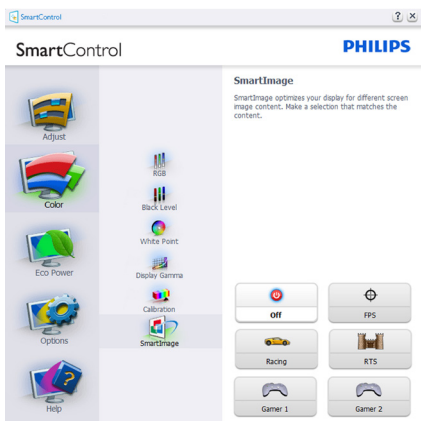 SmartControl
SmartControl
PHILIPS
Adjust
Color
Eco Power
Options
Help
RGB
Black Level
White Point
Display Gamma
Calibration
SmartImage
SmartImage
SmartImage optimizes your display for different screen
image content. Make a selection that matches the
content.
Off
FPS
Racing
RTS
Gamer 1
Gamer 2